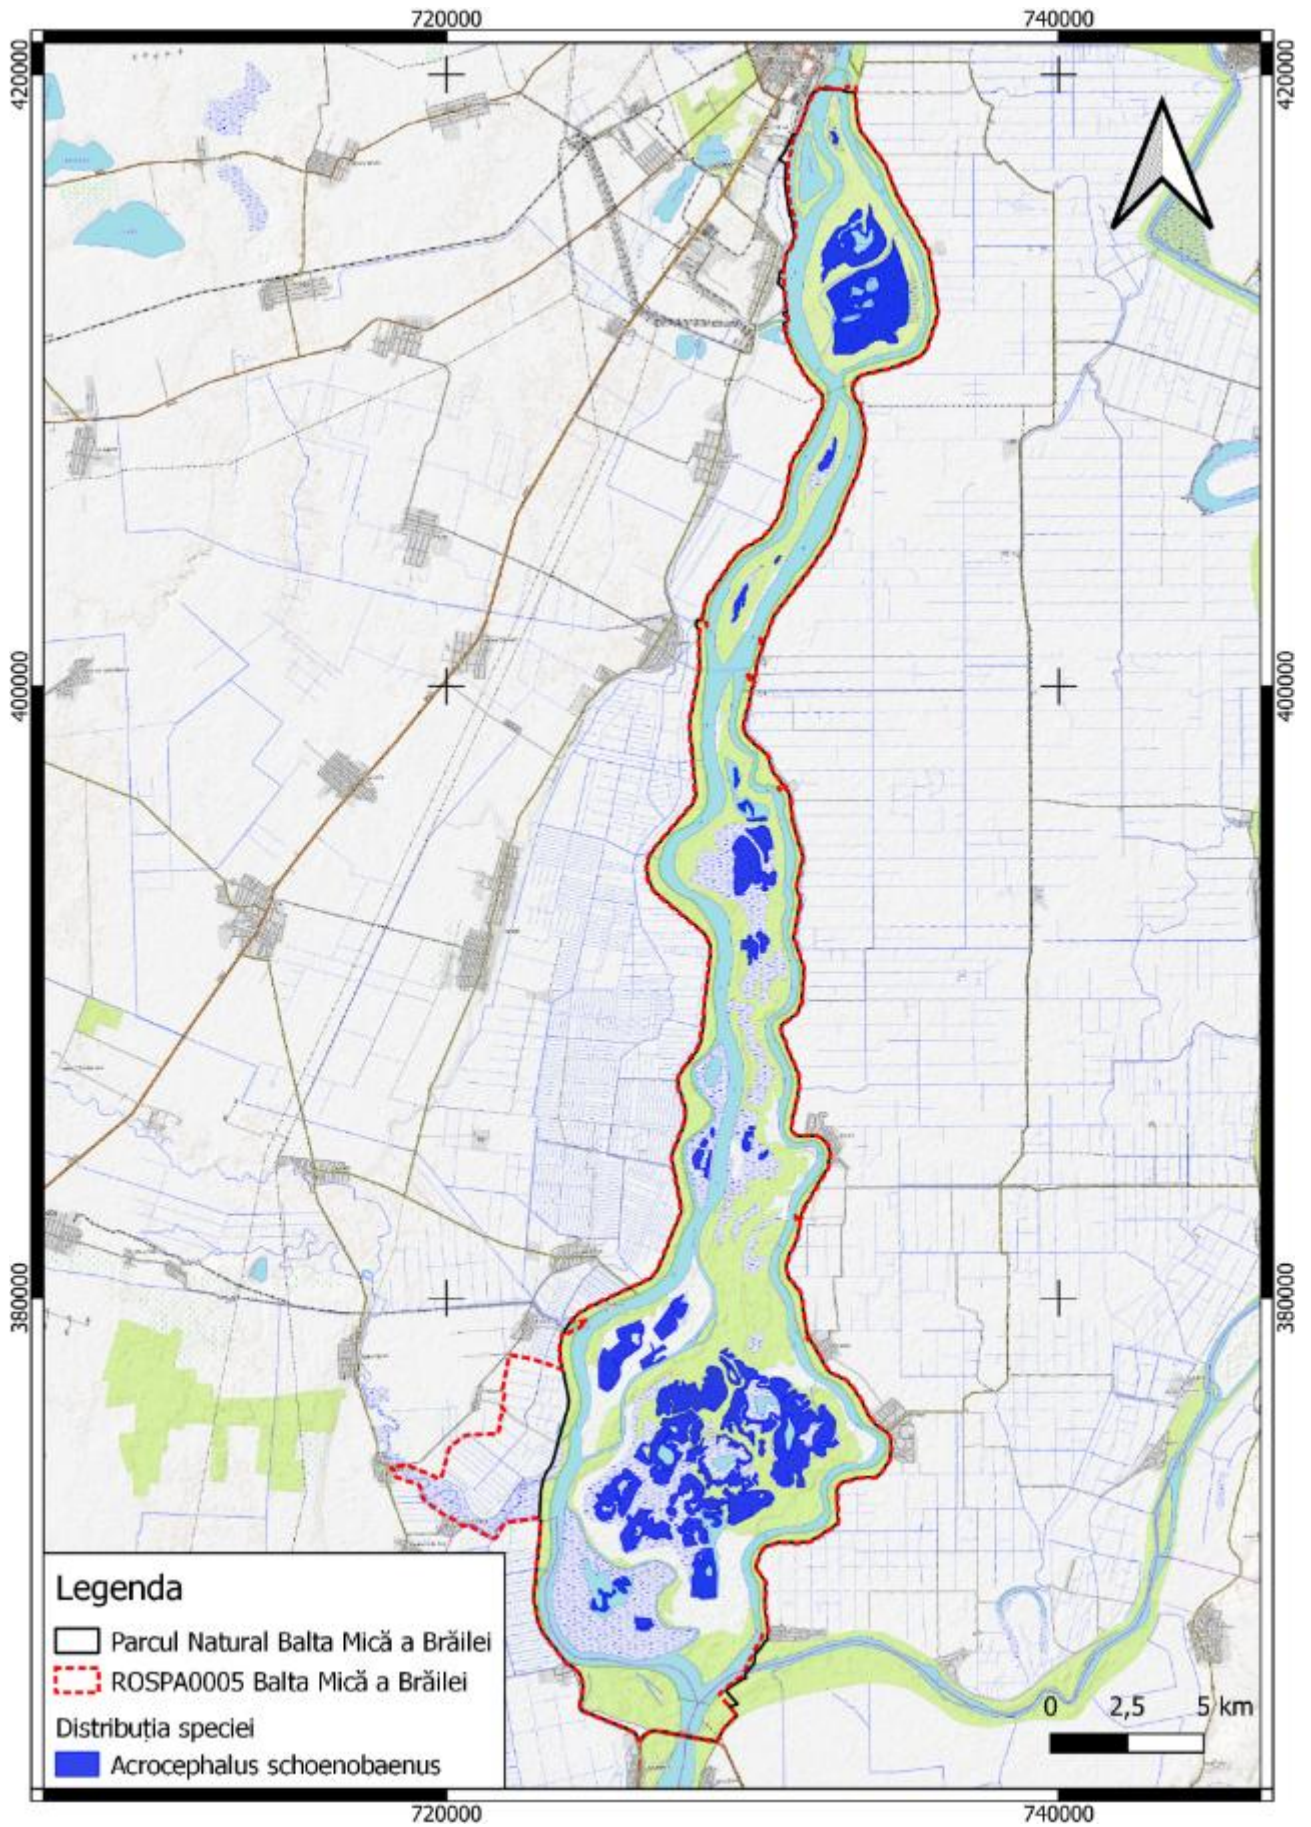 720000 740000
420000 420000
400000 400000
380000 380000
Legenda
Parcul Natural Balta Mică a Brăilei
ROSPA0005 Balta Mică a Brăilei
Distribuția speciei
Acrocephalus schoenobaenus
0 2,5 5 km
720000 740000